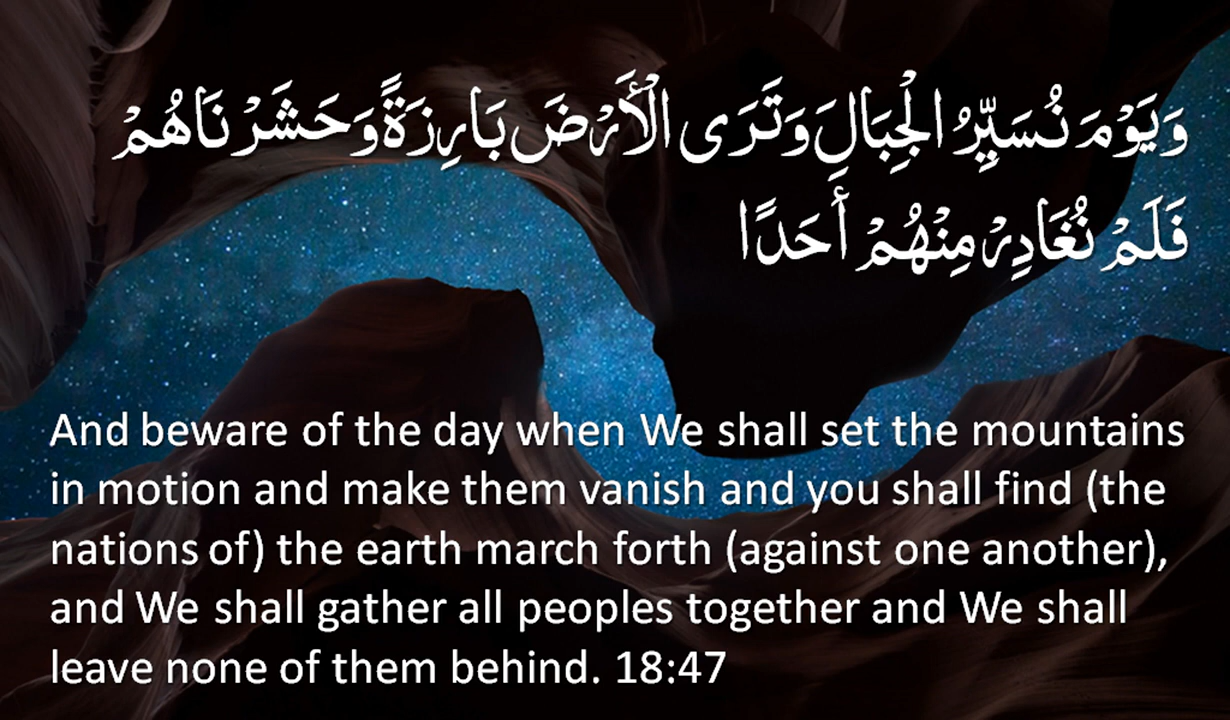 وَيَوْمَ نُسَيِّرُ الْجِبَالَ وَتَرَى الْأَرْضَ بَارِزَةً وَحَشَرْنَاهُمْ
فَلَمْ نُغَادِرْ مِنْهُمْ أَحَدًا
And beware of the day when We shall set the mountains
in motion and make them vanish and you shall find (the
nations of) the earth march forth (against one another),
and We shall gather all peoples together and We shall
leave none of them behind. 18:47